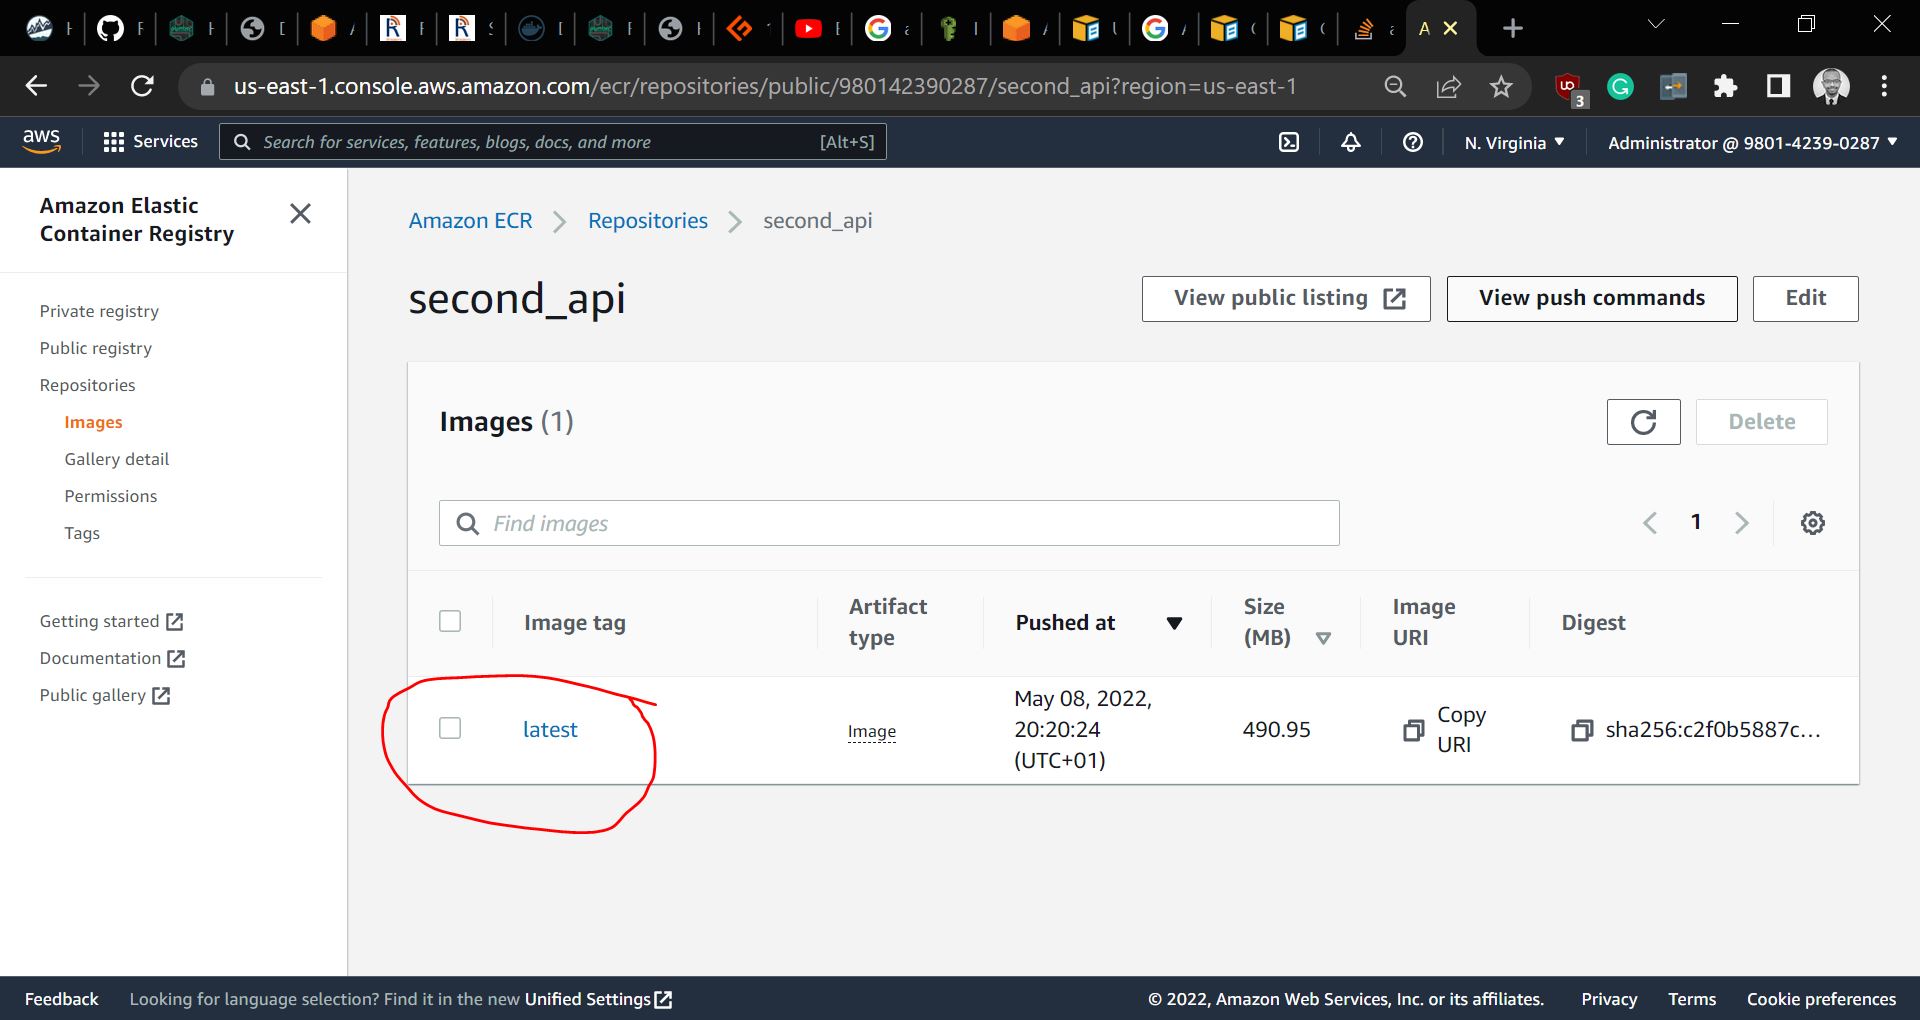 us-east-1.console.aws.amazon.com/ecr/repositories/public/980142390287/second_api?region=us-east-1
3
aws
Services
Search for services, features, blogs, docs, and more
[Alt+S]
N. Virginia
Administrator @ 9801-4239-0287
Amazon Elastic
Container Registry
Private registry
Public registry
Repositories
Images
Gallery detail
Permissions
Tags
Getting started
Documentation
Public gallery
Amazon ECR
Repositories
second_api
second_api
View public listing
View push commands
Edit
Images (1)
Delete
Find images
1
Image tag
Artifact
type
Pushed at
Size
(MB)
Image
URI
Digest
latest
Image
May 08, 2022,
20:20:24
(UTC+01)
490.95
Copy
URI
sha256:c2f0b5887c...
Feedback
Looking for language selection? Find it in the new Unified Settings
© 2022, Amazon Web Services, Inc. or its affiliates.
Privacy
Terms
Cookie preferences